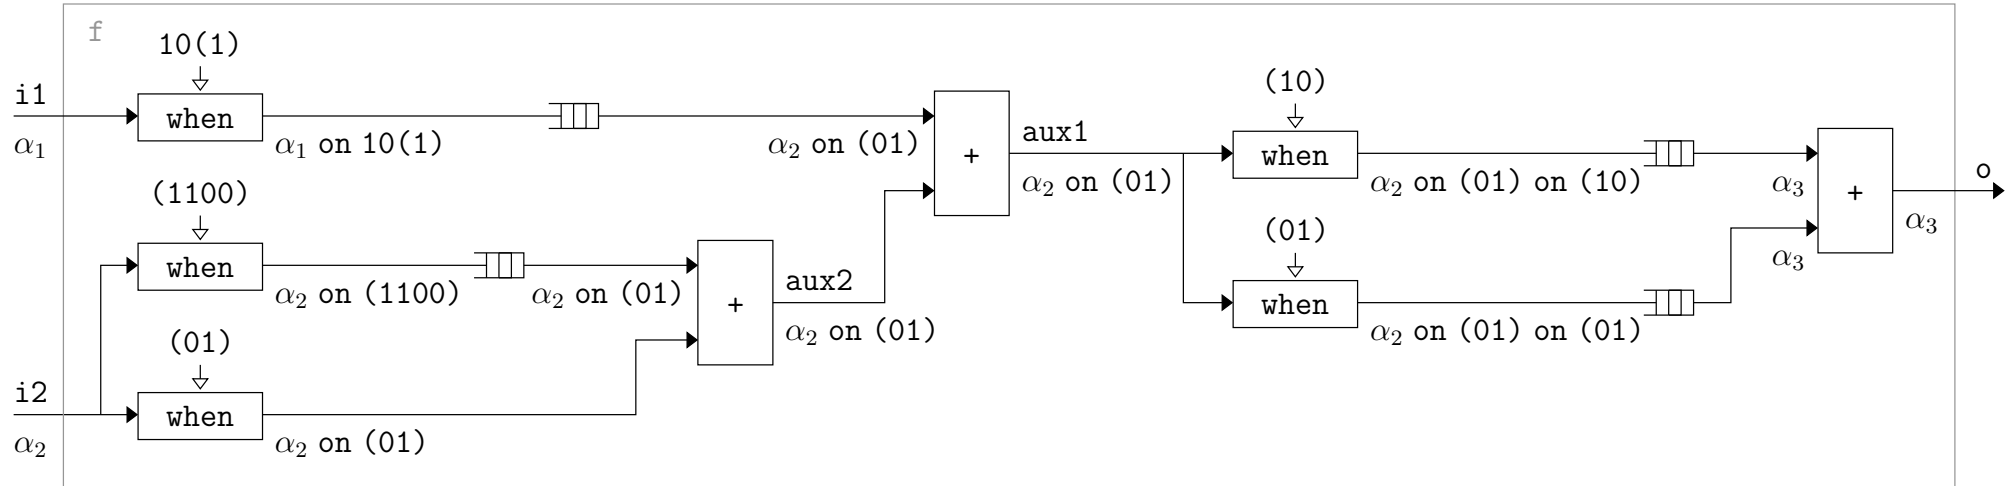 f
10(1)
i1
when
α₁
α₁ on 10(1)
α₂ on (01)
+
aux1
α₂ on (01)
(10)
when
α₂ on (01) on (10)
α₃
+
o
α₃
(1100)
when
α₂ on (1100)
α₂ on (01)
+
aux2
α₂ on (01)
(01)
when
α₂ on (01) on (01)
α₃
(01)
i2
when
α₂
α₂ on (01)